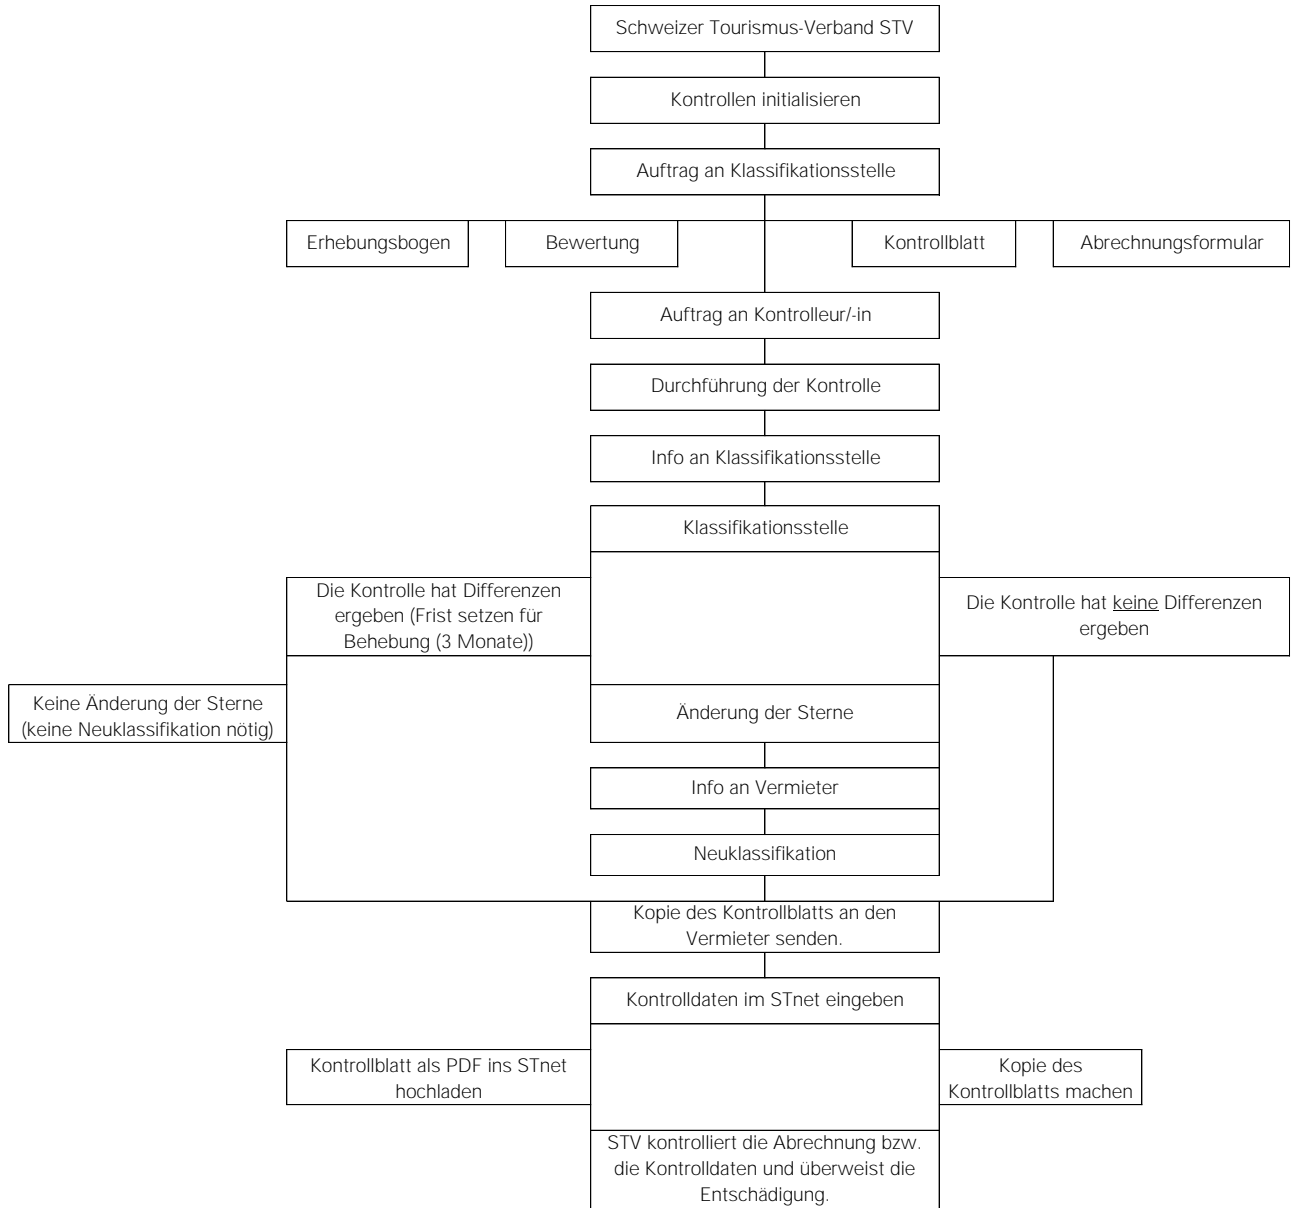 Schweizer Tourismus-Verband STV
Kontrollen initialisieren
Auftrag an Klassifikationsstelle
Erhebungsbogen
Bewertung
Kontrollblatt
Abrechnungsformular
Auftrag an Kontrolleur/-in
Durchführung der Kontrolle
Info an Klassifikationsstelle
Klassifikationsstelle
Die Kontrolle hat Differenzen
ergeben (Frist setzen für
Behebung (3 Monate))
Die Kontrolle hat keine Differenzen
ergeben
Keine Änderung der Sterne
(keine Neuklassifikation nötig)
Änderung der Sterne
Info an Vermieter
Neuklassifikation
Kopie des Kontrollblatts an den
Vermieter senden.
Kontrolldaten im STnet eingeben
Kontrollblatt als PDF ins STnet
hochladen
Kopie des
Kontrollblatts machen
STV kontrolliert die Abrechnung bzw.
die Kontrolldaten und überweist die
Entschädigung.